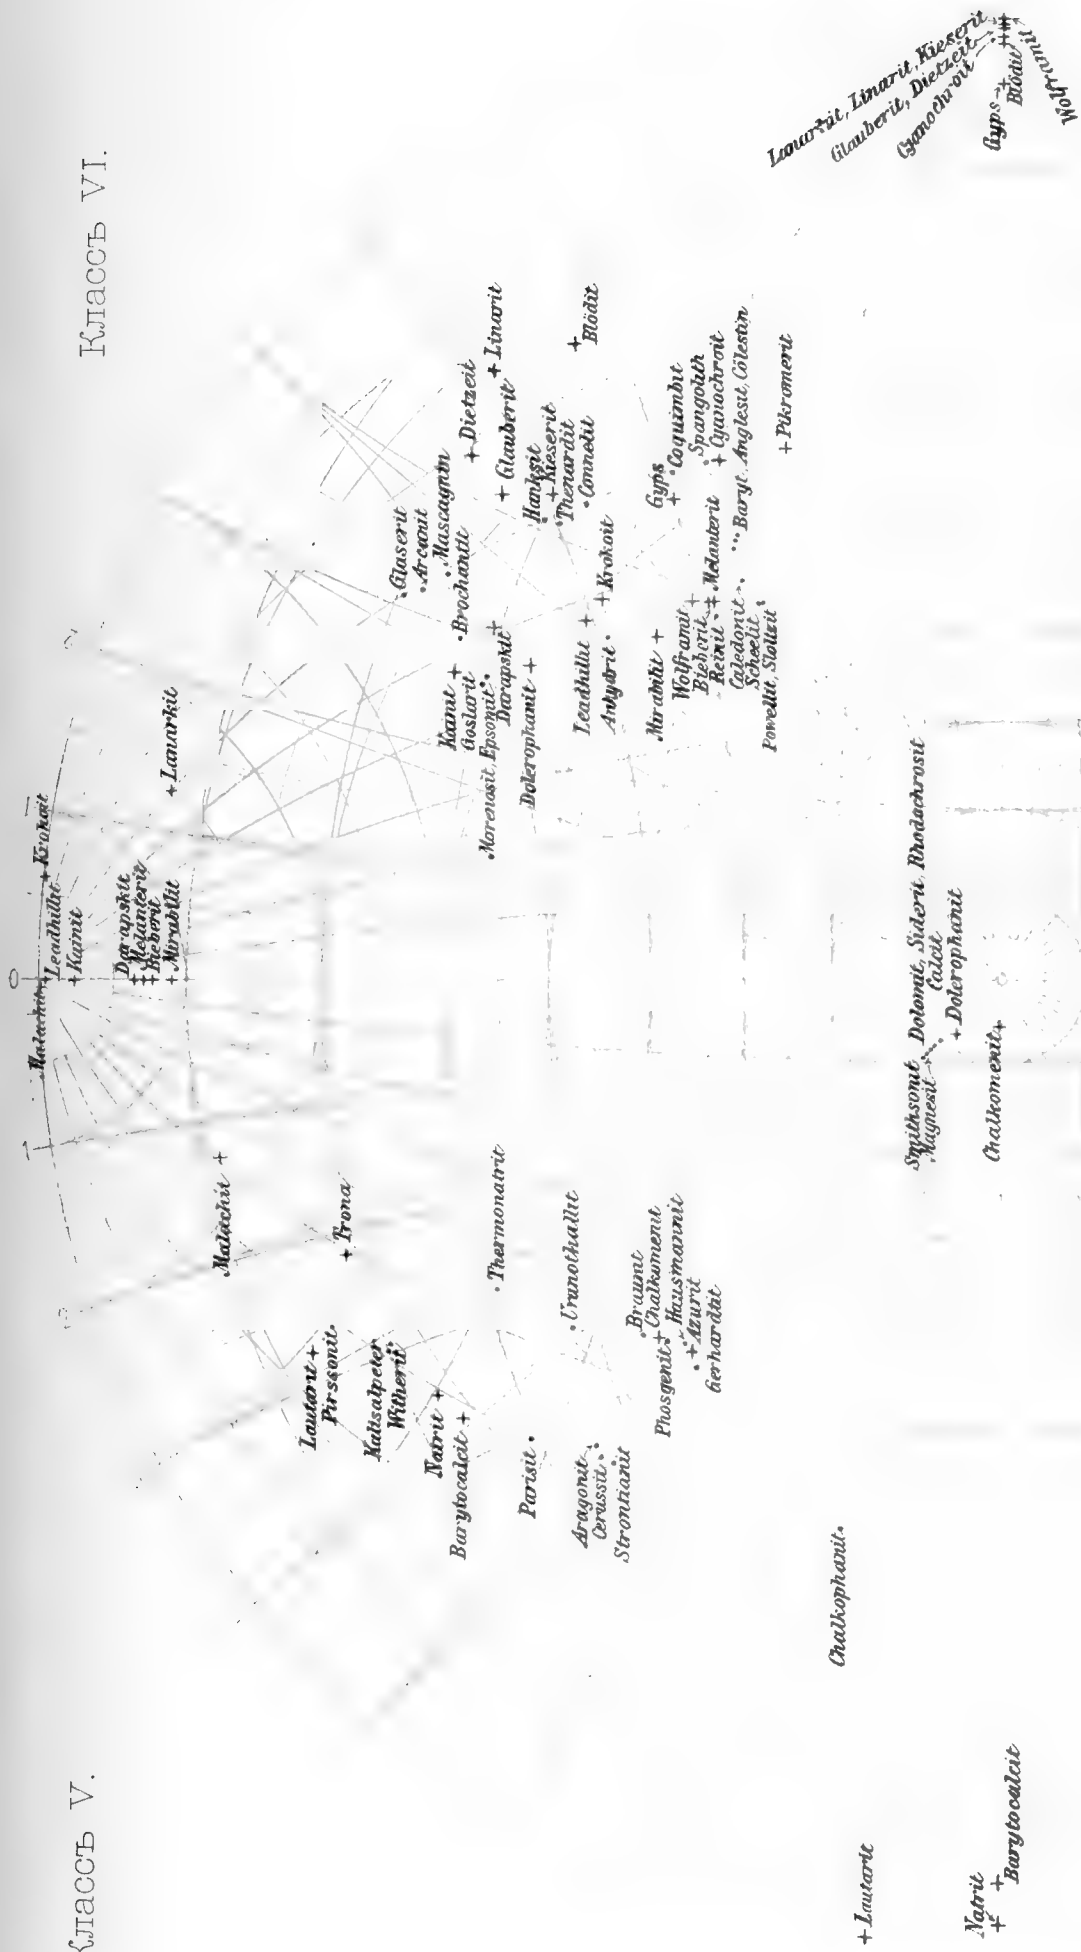 Классъ VI.
Linarit, Kieserit
Glauberit, Dietzeit
Cyanochroit
Gyps
Blödit
Wolframit
Glaserit
Arcanit
Mascagnin
Brochantit
Dietzeit
Linarit
Glauberit
Hanksit
Kieserit
Thenardit
Connelit
Blödit
Krokoit
Gyps
Coquimbit
Spangolith
Cyanochroit
Melanterit
Baryt, Anglesit, Cölestin
Pikromerit
Kainit
Goslarit
Morenosit, Epsomit
Darapskit
Dolerophanit
Leadhillit
Anhydrit
Mirabilit
Wolframit
Bieberit
Reinit
Caledonit
Scheelit
Powellit, Stolzit
Lanarkit
Krokoit
Leadhillit
Kainit
Darapskit
Melanterit
Bieberit
Mirabilit
0
1
1
2
Malachit
Dolomit, Siderit, Rhodochrosit
Calcit
Dolerophanit
Smithsonit
Magnesit
Chalkomenit
Malachit
Trona
Thermonatrit
Uranothallit
Braunit
Chalkomenit
Hausmannit
Azurit
Gerhardtit
Phosgenit
Lautarit
Pirssonit
Kalisalpeter
Witherit
Natrit
Barytocalcit
Parisit
Aragonit
Cerussit
Strontianit
Chalkophanit
V.
Lautarit
Natrit
Barytocalcit